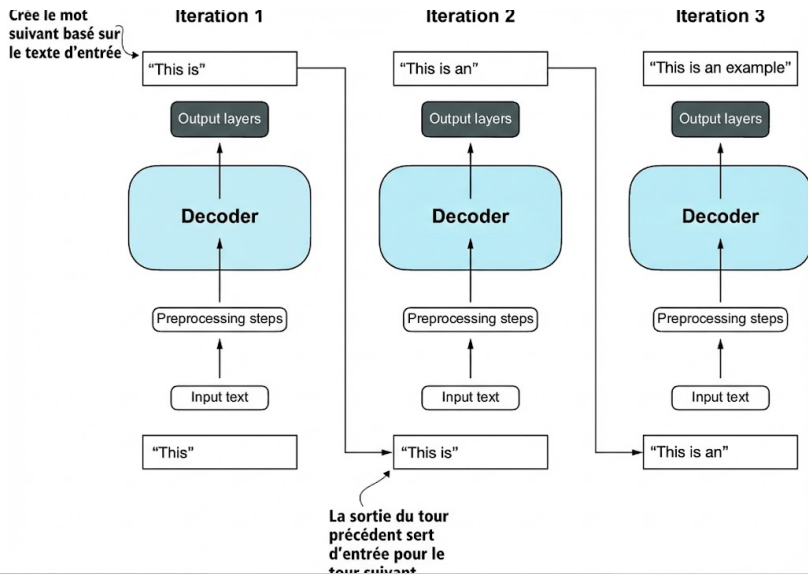 Crée le mot
suivant basé sur
le texte d'entrée
Iteration 1
"This is"
Output layers
Decoder
Preprocessing steps
Input text
"This"
Iteration 2
"This is an"
Output layers
Decoder
Preprocessing steps
Input text
"This is"
La sortie du tour
précédent sert
d'entrée pour le
tour suivant
Iteration 3
"This is an example"
Output layers
Decoder
Preprocessing steps
Input text
"This is an"